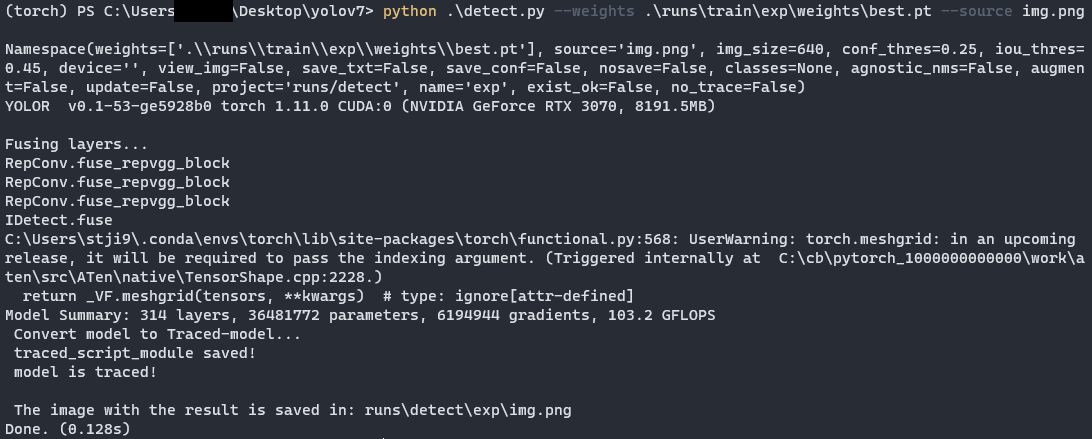 (torch) PS C:\Users\Desktop\yolov7> python .\detect.py --weights .\runs\train\exp\weights\best.pt --source img.png
Namespace(weights=['.\\runs\\train\\exp\\weights\\best.pt'], source='img.png', img_size=640, conf_thres=0.25, iou_thres=
0.45, device='', view_img=False, save_txt=False, save_conf=False, nosave=False, classes=None, agnostic_nms=False, augmen
t=False, update=False, project='runs/detect', name='exp', exist_ok=False, no_trace=False)
YOLOR  v0.1-53-ge5928b0 torch 1.11.0 CUDA:0 (NVIDIA GeForce RTX 3070, 8191.5MB)
Fusing layers...
RepConv.fuse_repvgg_block
RepConv.fuse_repvgg_block
RepConv.fuse_repvgg_block
IDetect.fuse
C:\Users\stji9\.conda\envs\torch\lib\site-packages\torch\functional.py:568: UserWarning: torch.meshgrid: in an upcoming
release, it will be required to pass the indexing argument. (Triggered internally at  C:\cb\pytorch_1000000000000\work\a
ten\src\ATen\native\TensorShape.cpp:2228.)
  return _VF.meshgrid(tensors, **kwargs)  # type: ignore[attr-defined]
Model Summary: 314 layers, 36481772 parameters, 6194944 gradients, 103.2 GFLOPS
 Convert model to Traced-model...
 traced_script_module saved!
 model is traced!
 The image with the result is saved in: runs\detect\exp\img.png
Done. (0.128s)